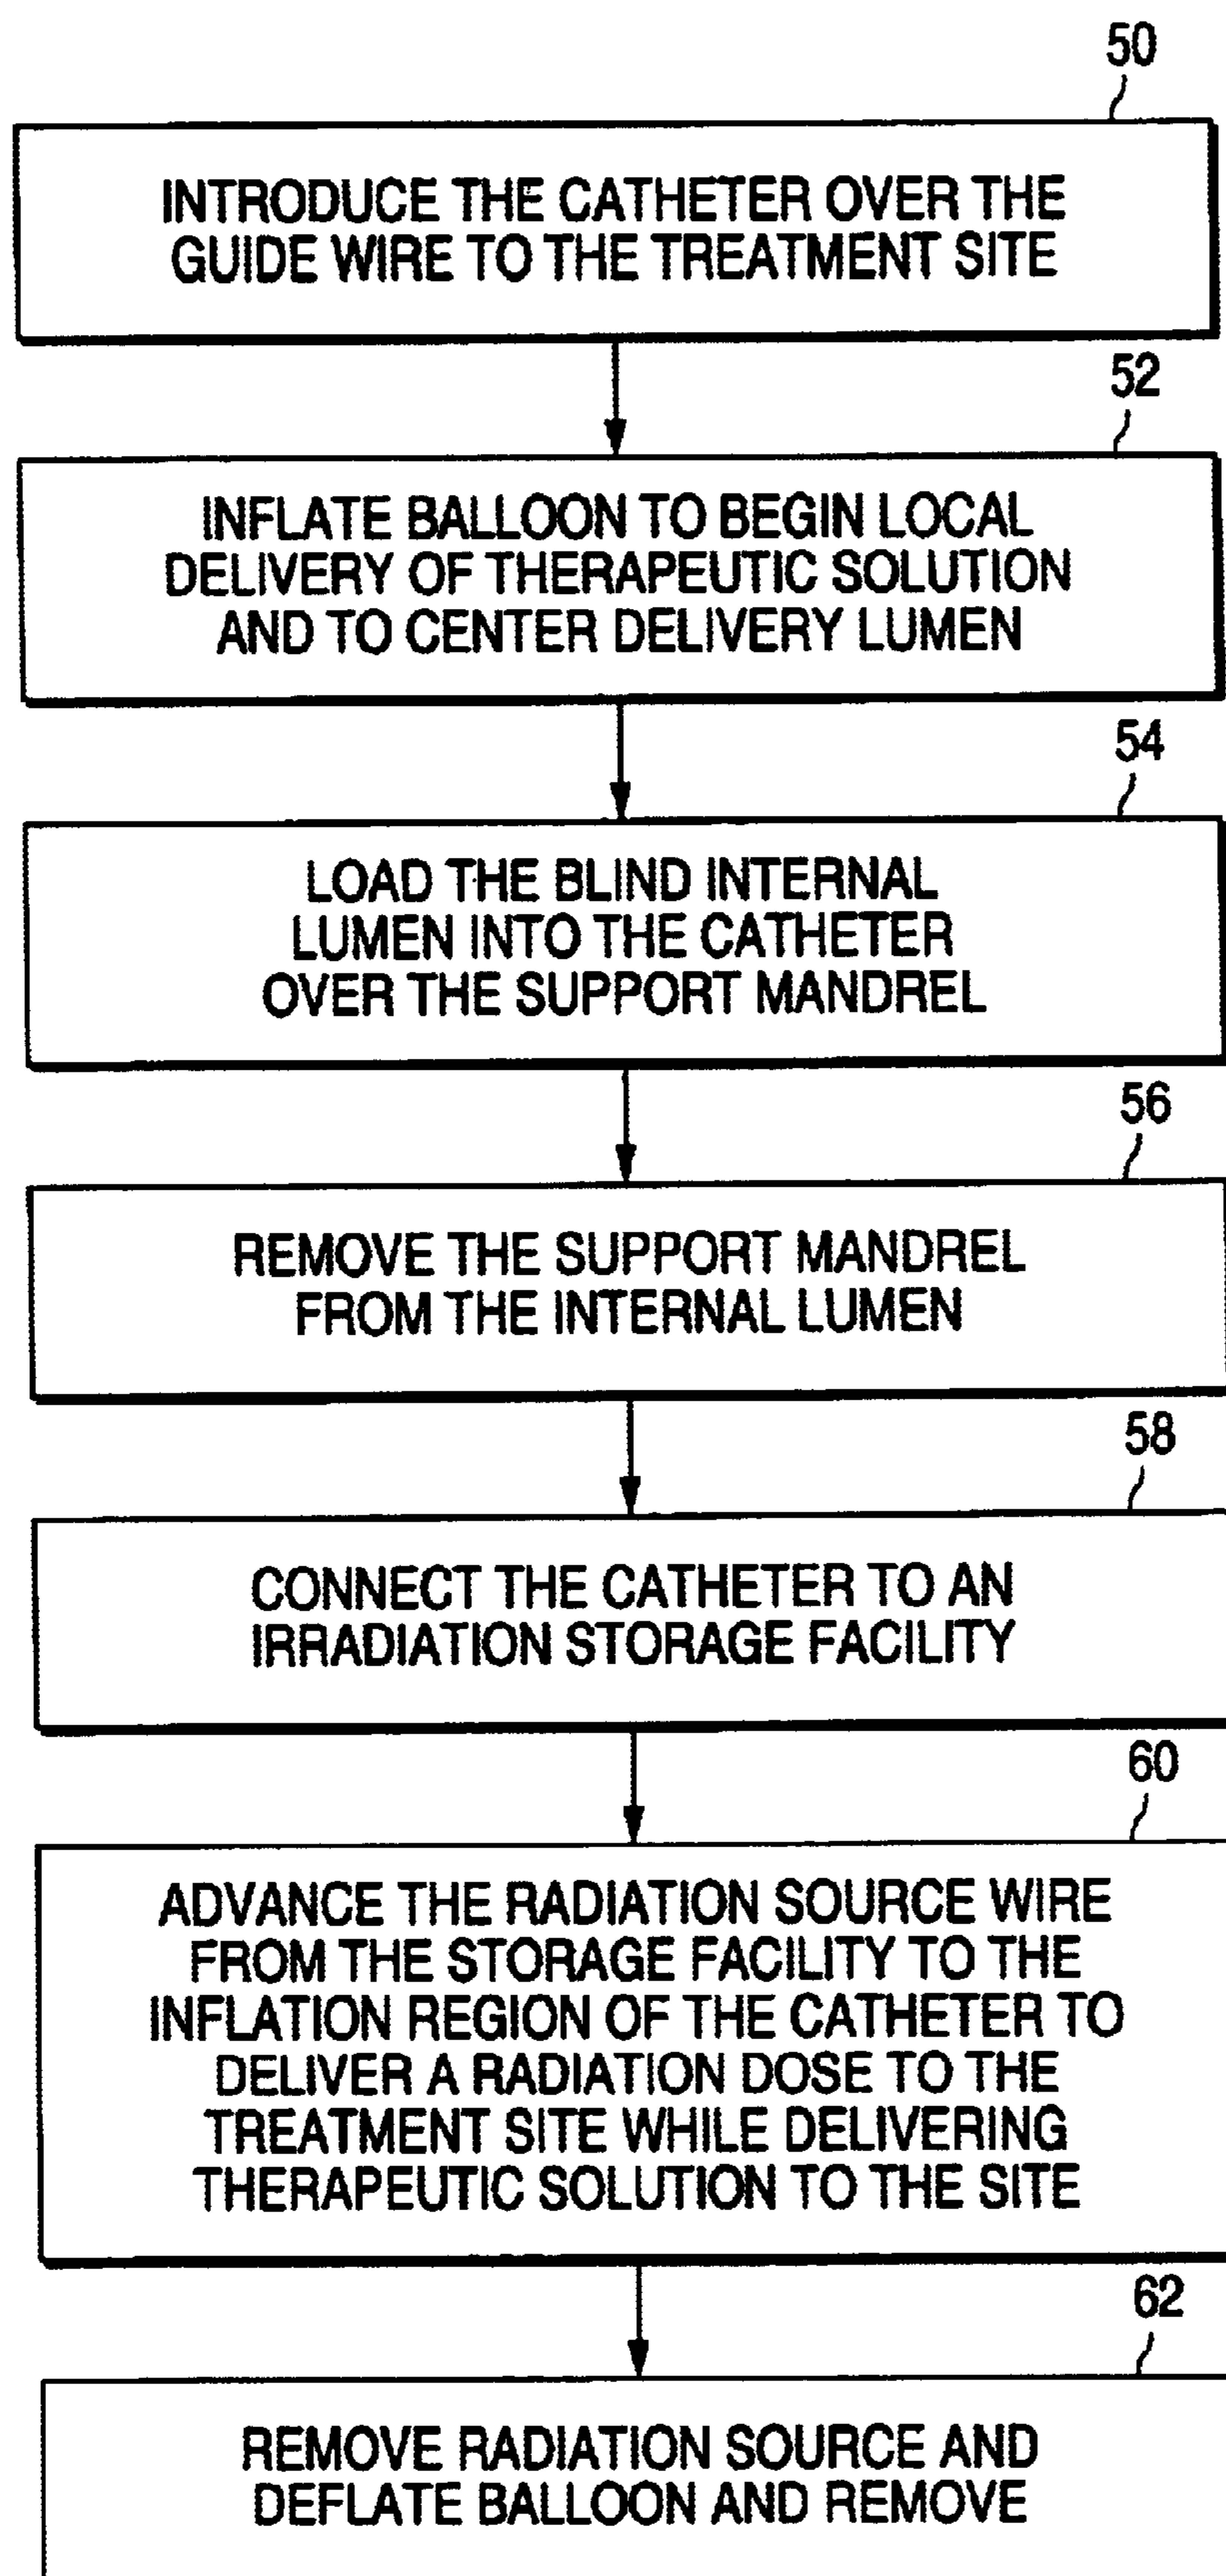 50
INTRODUCE THE CATHETER OVER THE
GUIDE WIRE TO THE TREATMENT SITE
52
INFLATE BALLOON TO BEGIN LOCAL
DELIVERY OF THERAPEUTIC SOLUTION
AND TO CENTER DELIVERY LUMEN
54
LOAD THE BLIND INTERNAL
LUMEN INTO THE CATHETER
OVER THE SUPPORT MANDREL
56
REMOVE THE SUPPORT MANDREL
FROM THE INTERNAL LUMEN
58
CONNECT THE CATHETER TO AN
IRRADIATION STORAGE FACILITY
60
ADVANCE THE RADIATION SOURCE WIRE
FROM THE STORAGE FACILITY TO THE
INFLATION REGION OF THE CATHETER TO
DELIVER A RADIATION DOSE TO THE
TREATMENT SITE WHILE DELIVERING
THERAPEUTIC SOLUTION TO THE SITE
62
REMOVE RADIATION SOURCE AND
DEFLATE BALLOON AND REMOVE